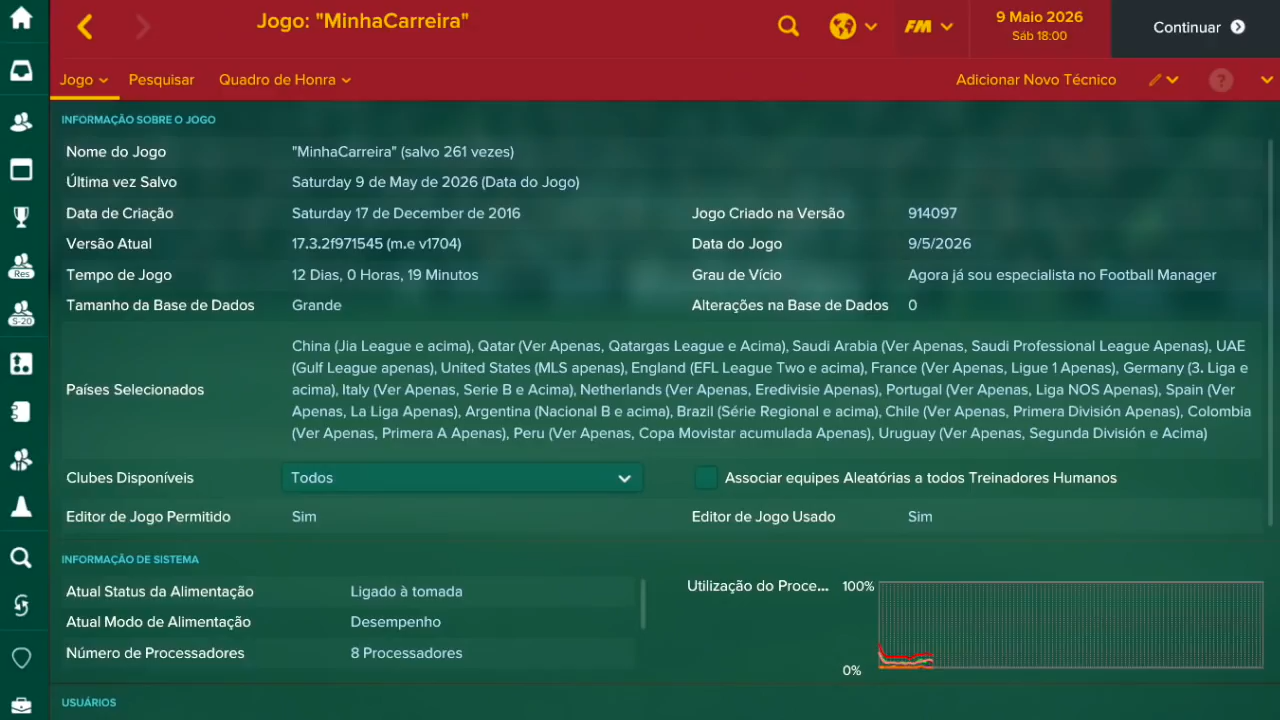 Jogo: "MinhaCarreira"
FM
9 Maio 2026
Sáb 18:00
Continuar
Jogo
Pesquisar
Quadro de Honra
Adicionar Novo Técnico
?
INFORMAÇÃO SOBRE O JOGO
Nome do Jogo
"MinhaCarreira" (salvo 261 vezes)
Última vez Salvo
Saturday 9 de May de 2026 (Data do Jogo)
Data de Criação
Saturday 17 de December de 2016
Jogo Criado na Versão
914097
Versão Atual
17.3.2f971545 (m.e v1704)
Data do Jogo
9/5/2026
Tempo de Jogo
12 Dias, 0 Horas, 19 Minutos
Grau de Vício
Agora já sou especialista no Football Manager
Tamanho da Base de Dados
Grande
Alterações na Base de Dados
0
Países Selecionados
China (Jia League e acima), Qatar (Ver Apenas, Qatargas League e Acima), Saudi Arabia (Ver Apenas, Saudi Professional League Apenas), UAE
(Gulf League apenas), United States (MLS apenas), England (EFL League Two e acima), France (Ver Apenas, Ligue 1 Apenas), Germany (3. Liga e
acima), Italy (Ver Apenas, Serie B e Acima), Netherlands (Ver Apenas, Eredivisie Apenas), Portugal (Ver Apenas, Liga NOS Apenas), Spain (Ver
Apenas, La Liga Apenas), Argentina (Nacional B e acima), Brazil (Série Regional e acima), Chile (Ver Apenas, Primera División Apenas), Colombia
(Ver Apenas, Primera A Apenas), Peru (Ver Apenas, Copa Movistar acumulada Apenas), Uruguay (Ver Apenas, Segunda División e Acima)
Clubes Disponíveis
Todos
Associar equipes Aleatórias a todos Treinadores Humanos
Editor de Jogo Permitido
Sim
Editor de Jogo Usado
Sim
INFORMAÇÃO DE SISTEMA
Atual Status da Alimentação
Ligado à tomada
Atual Modo de Alimentação
Desempenho
Número de Processadores
8 Processadores
Utilização do Proce...
100%
0%
USUÁRIOS
Res
S-20